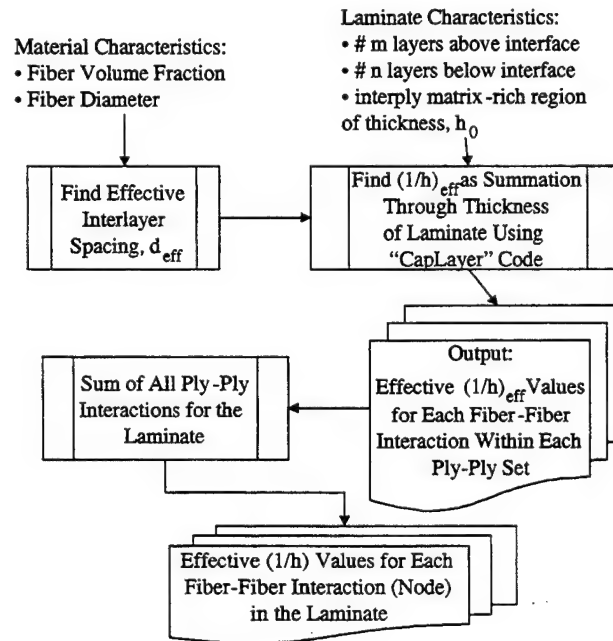 Material Characteristics:
• Fiber Volume Fraction
• Fiber Diameter
Laminate Characteristics:
• # m layers above interface
• # n layers below interface
• interply matrix-rich region
of thickness, h0
Find Effective
Interlayer
Spacing, deff
Find (1/h)eff as Summation
Through Thickness
of Laminate Using
“CapLayer” Code
Output:
Effective (1/h)eff Values
for Each Fiber-Fiber
Interaction Within Each
Ply-Ply Set
Sum of All Ply-Ply
Interactions for the
Laminate
Effective (1/h) Values for Each
Fiber-Fiber Interaction (Node)
in the Laminate